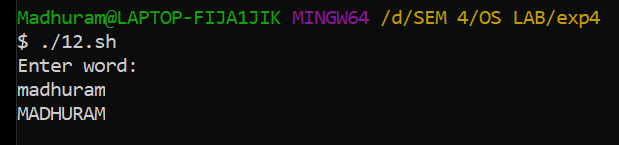 Madhuram@LAPTOP-FIJA1JIK MINGW64 /d/SEM 4/OS LAB/exp4
$ ./12.sh
Enter word:
madhuram
MADHURAM